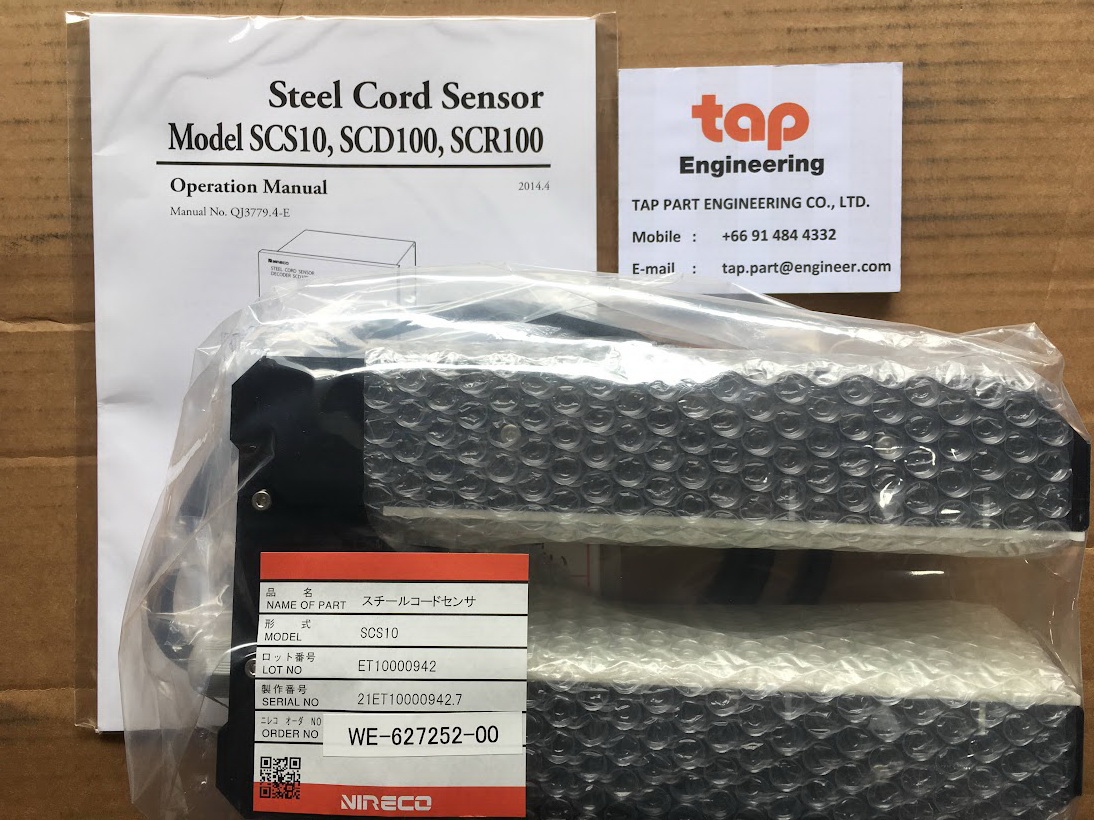 Steel Cord Sensor
Model SCS10, SCD100, SCR100
Operation Manual
2014.4
Manual No. QJ3779.4-E
NIRECO
STEEL CORD SENSOR
tap
Engineering
TAP PART ENGINEERING CO., LTD.
Mobile : +66 91 484 4332
E-mail : tap.part@engineer.com
品 名
NAME OF PART スチールコードセンサ
形 式
MODEL SCS10
ロット番号
LOT NO ET10000942
製作番号
SERIAL NO 21ET10000942.7
ニレコ オーダ NO
ORDER NO WE-627252-00
NIRECO